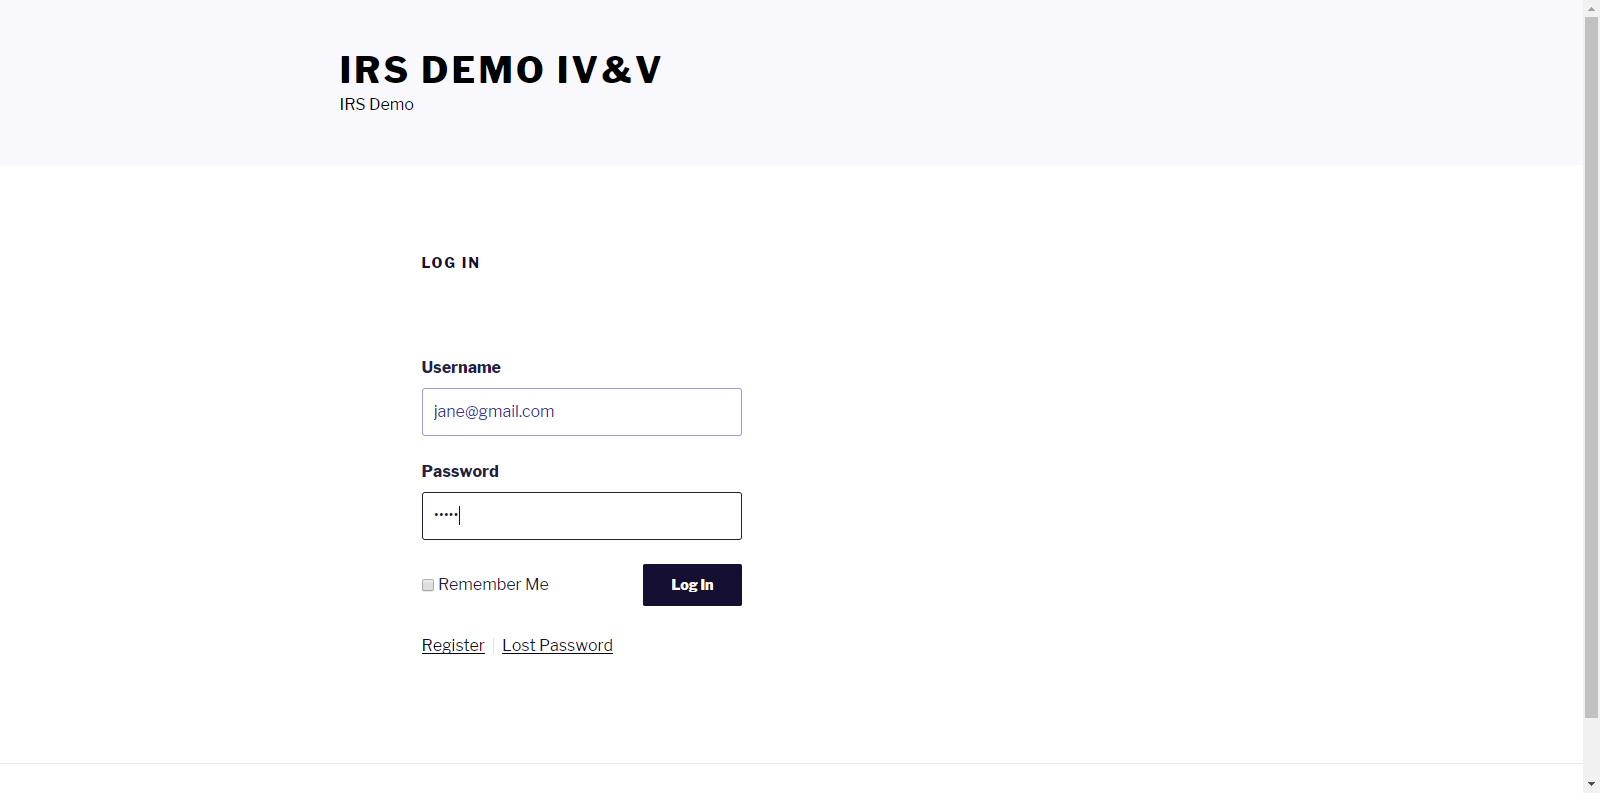 IRS DEMO IV&V
IRS Demo
LOG IN
Username
jane@gmail.com
Password
•••••
Remember Me
Log In
Register
Lost Password